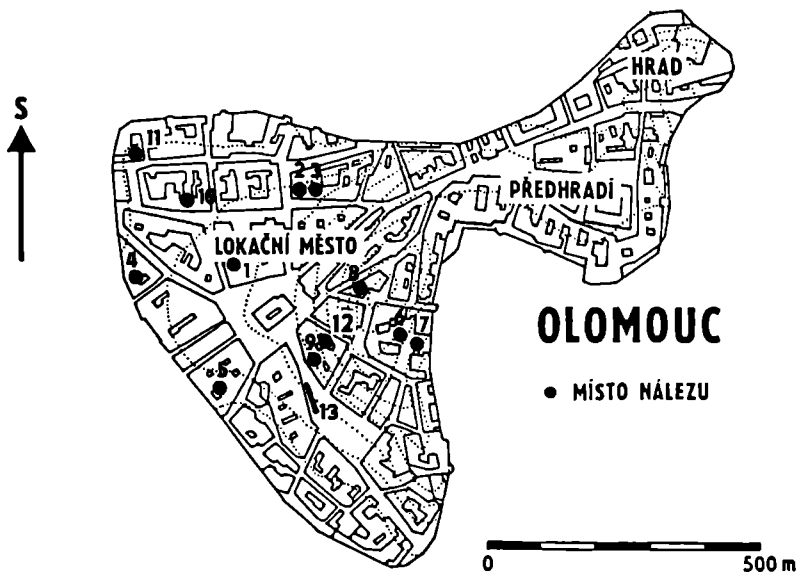 HRAD
S
11
2 3
10
PŘEDHRADÍ
LOKAČNÍ MĚSTO
4
1
8
12
7
9
5
13
OLOMOUC
● MÍSTO NÁLEZU
0 500 m